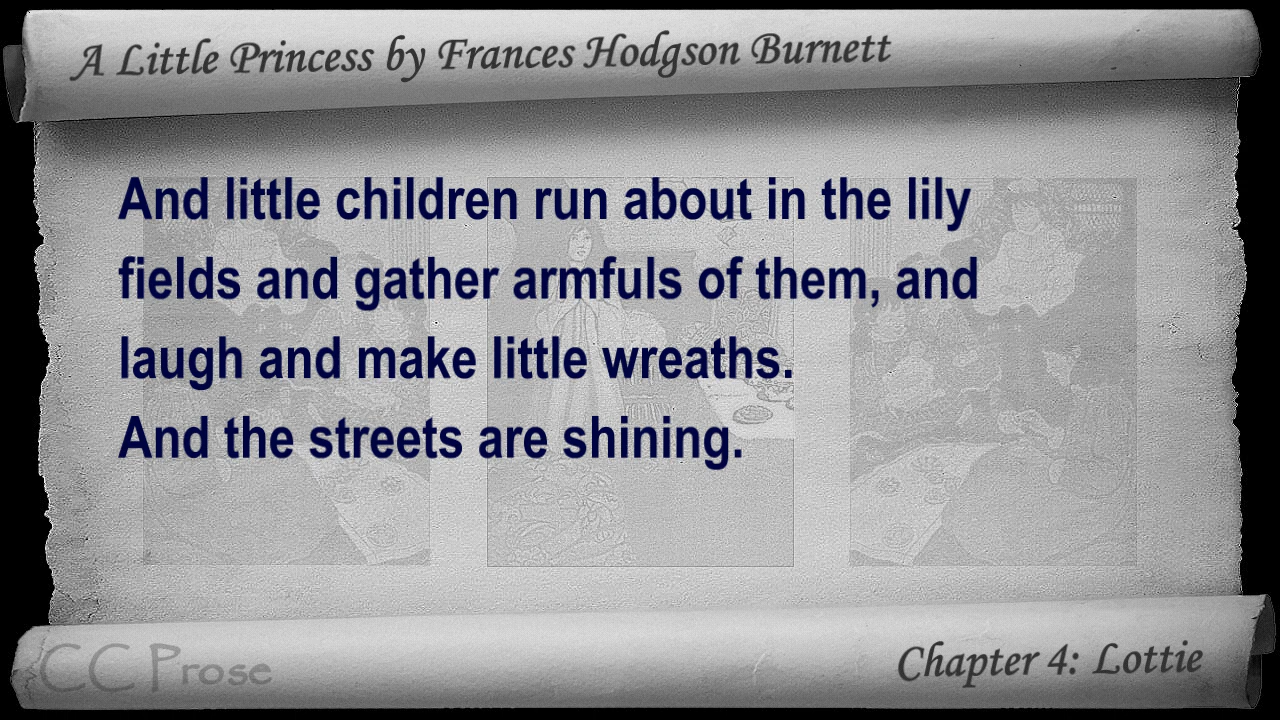 A Little Princess by Frances Hodgson Burnett
And little children run about in the lily
fields and gather armfuls of them, and
laugh and make little wreaths.
And the streets are shining.
CC Prose
Chapter 4: Lottie